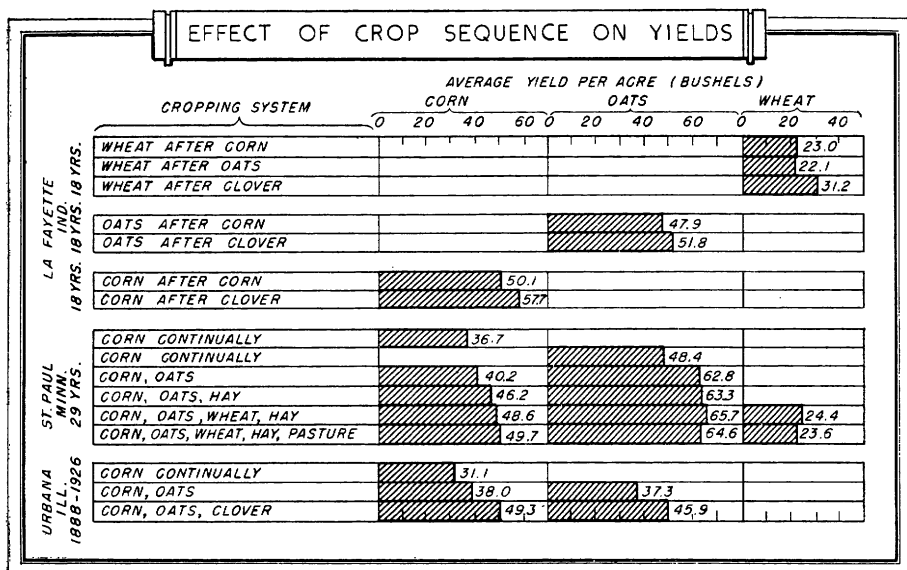 EFFECT OF CROP SEQUENCE ON YIELDS
AVERAGE YIELD PER ACRE (BUSHELS)
CROPPING SYSTEM CORN OATS WHEAT
0 20 40 60 0 20 40 60 0 20 40
LA FAYETTE IND.
18 YRS.
WHEAT AFTER CORN 23.0
WHEAT AFTER OATS 22.1
WHEAT AFTER CLOVER 31.2
18 YRS.
OATS AFTER CORN 47.9
OATS AFTER CLOVER 51.8
18 YRS.
CORN AFTER CORN 50.1
CORN AFTER CLOVER 57.7
ST. PAUL MINN. 29 YRS.
CORN CONTINUALLY 36.7
CORN CONTINUALLY 48.4
CORN, OATS 40.2 62.8
CORN, OATS, HAY 46.2 63.3
CORN, OATS, WHEAT, HAY 48.6 65.7 24.4
CORN, OATS, WHEAT, HAY, PASTURE 49.7 64.6 23.6
URBANA ILL. 1888-1926
CORN CONTINUALLY 31.1
CORN, OATS 38.0 37.3
CORN, OATS, CLOVER 49.3 45.9